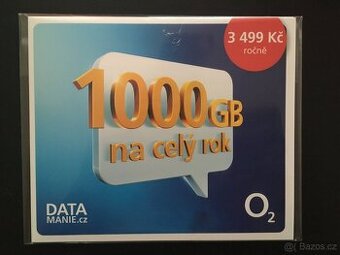 3 499 Kč
ročně
1000GB
na celý rok
DATA
MANIE.cz
O2
Bazos.cz